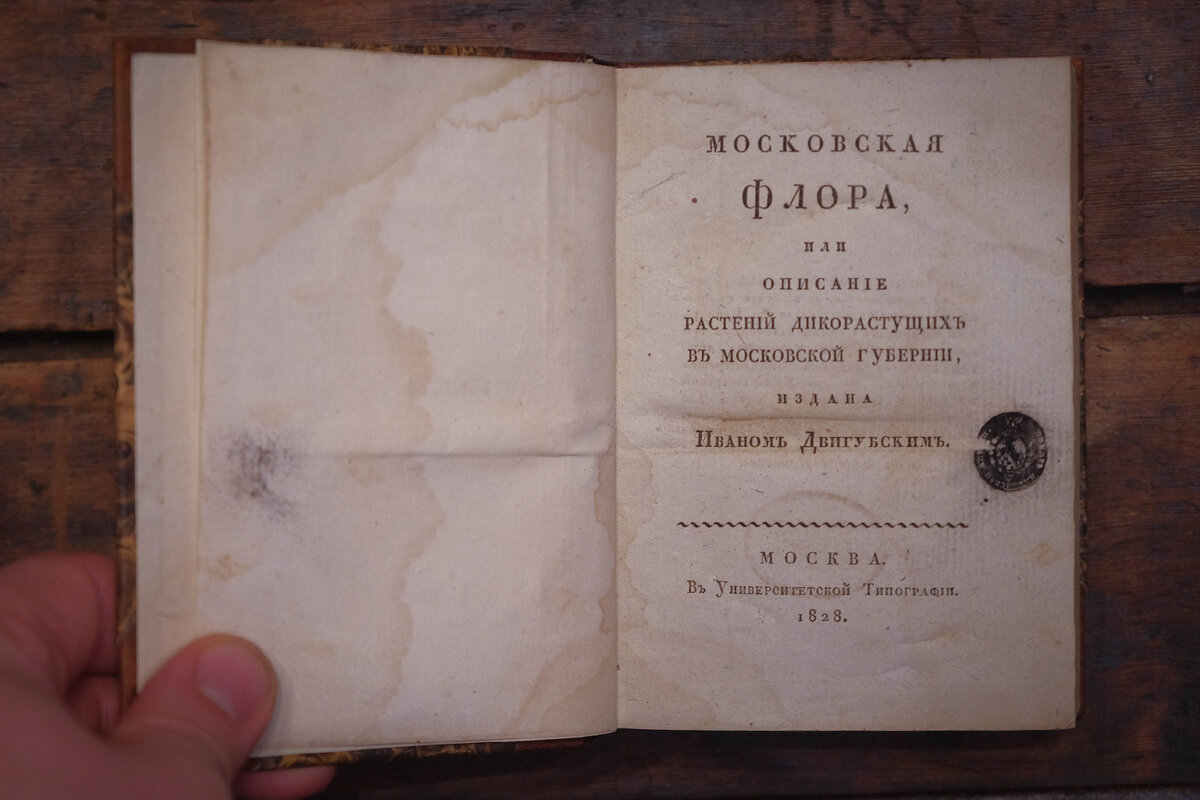 МОСКОВСКАЯ
ФЛОРА,
ИЛИ
ОПИСАНІЕ
РАСТЕНІЙ ДИКОРАСТУЩИХЪ
ВЪ МОСКОВСКОЙ ГУБЕРНІИ,
ИЗДАНА
ИВАНОМЪ ДВИГУБСКИМЪ.
МОСКВА.
ВЪ УНИВЕРСИТЕТСКОЙ ТИПОГРАФІИ.
1828.